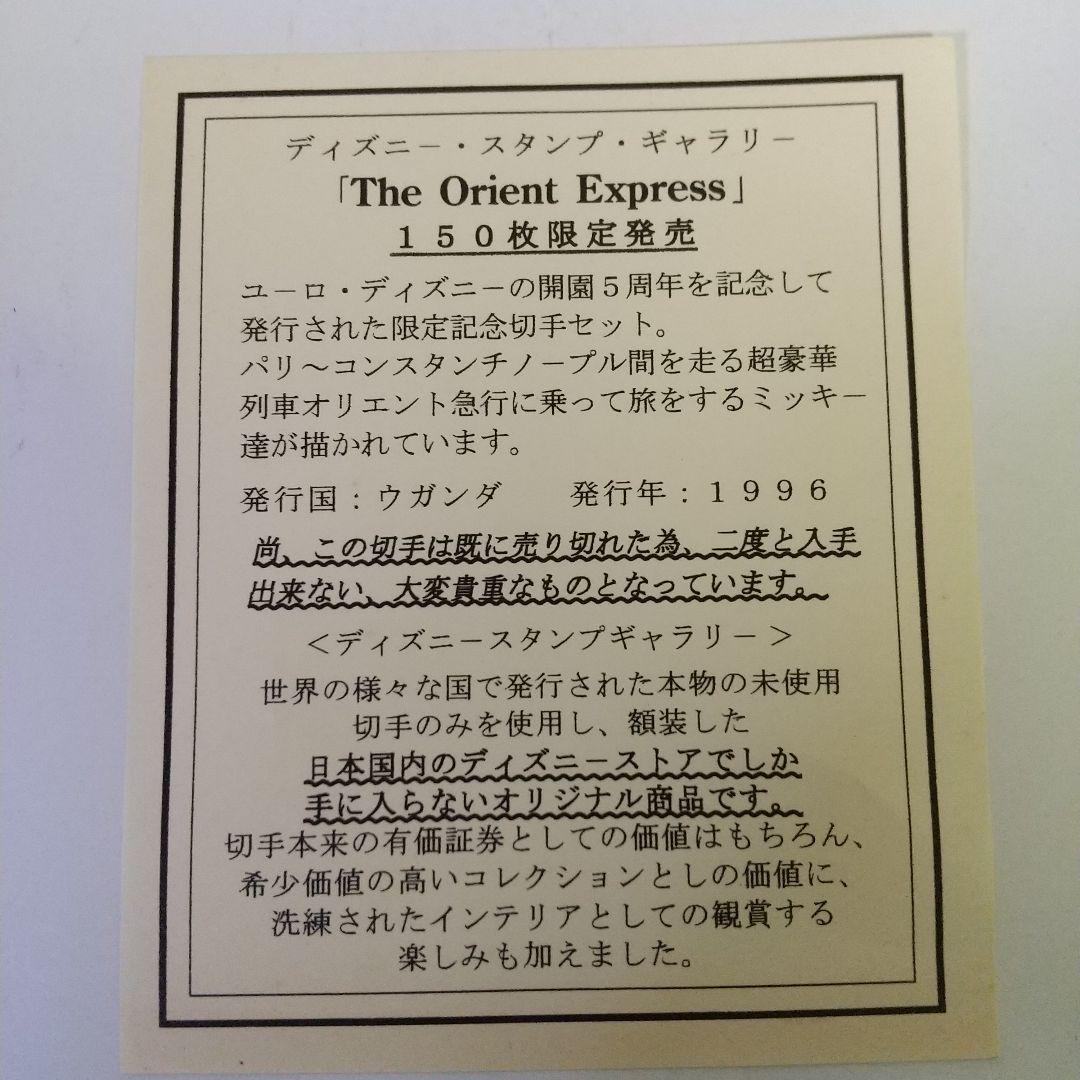 ディズニー・スタンプ・ギャラリー
「The Orient Express」
１５０枚限定発売
ユーロ・ディズニーの開園５周年を記念して
発行された限定記念切手セット。
パリ～コンスタンチノープル間を走る超豪華
列車オリエント急行に乗って旅をするミッキー
達が描かれています。
発行国：ウガンダ　　発行年：１９９６
尚、この切手は既に売り切れた為、二度と入手
出来ない、大変貴重なものとなっています。
＜ディズニースタンプギャラリー＞
世界の様々な国で発行された本物の未使用
切手のみを使用し、額装した
日本国内のディズニーストアでしか
手に入らないオリジナル商品です。
切手本来の有価証券としての価値はもちろん、
希少価値の高いコレクションとしの価値に、
洗練されたインテリアとしての観賞する
楽しみも加えました。